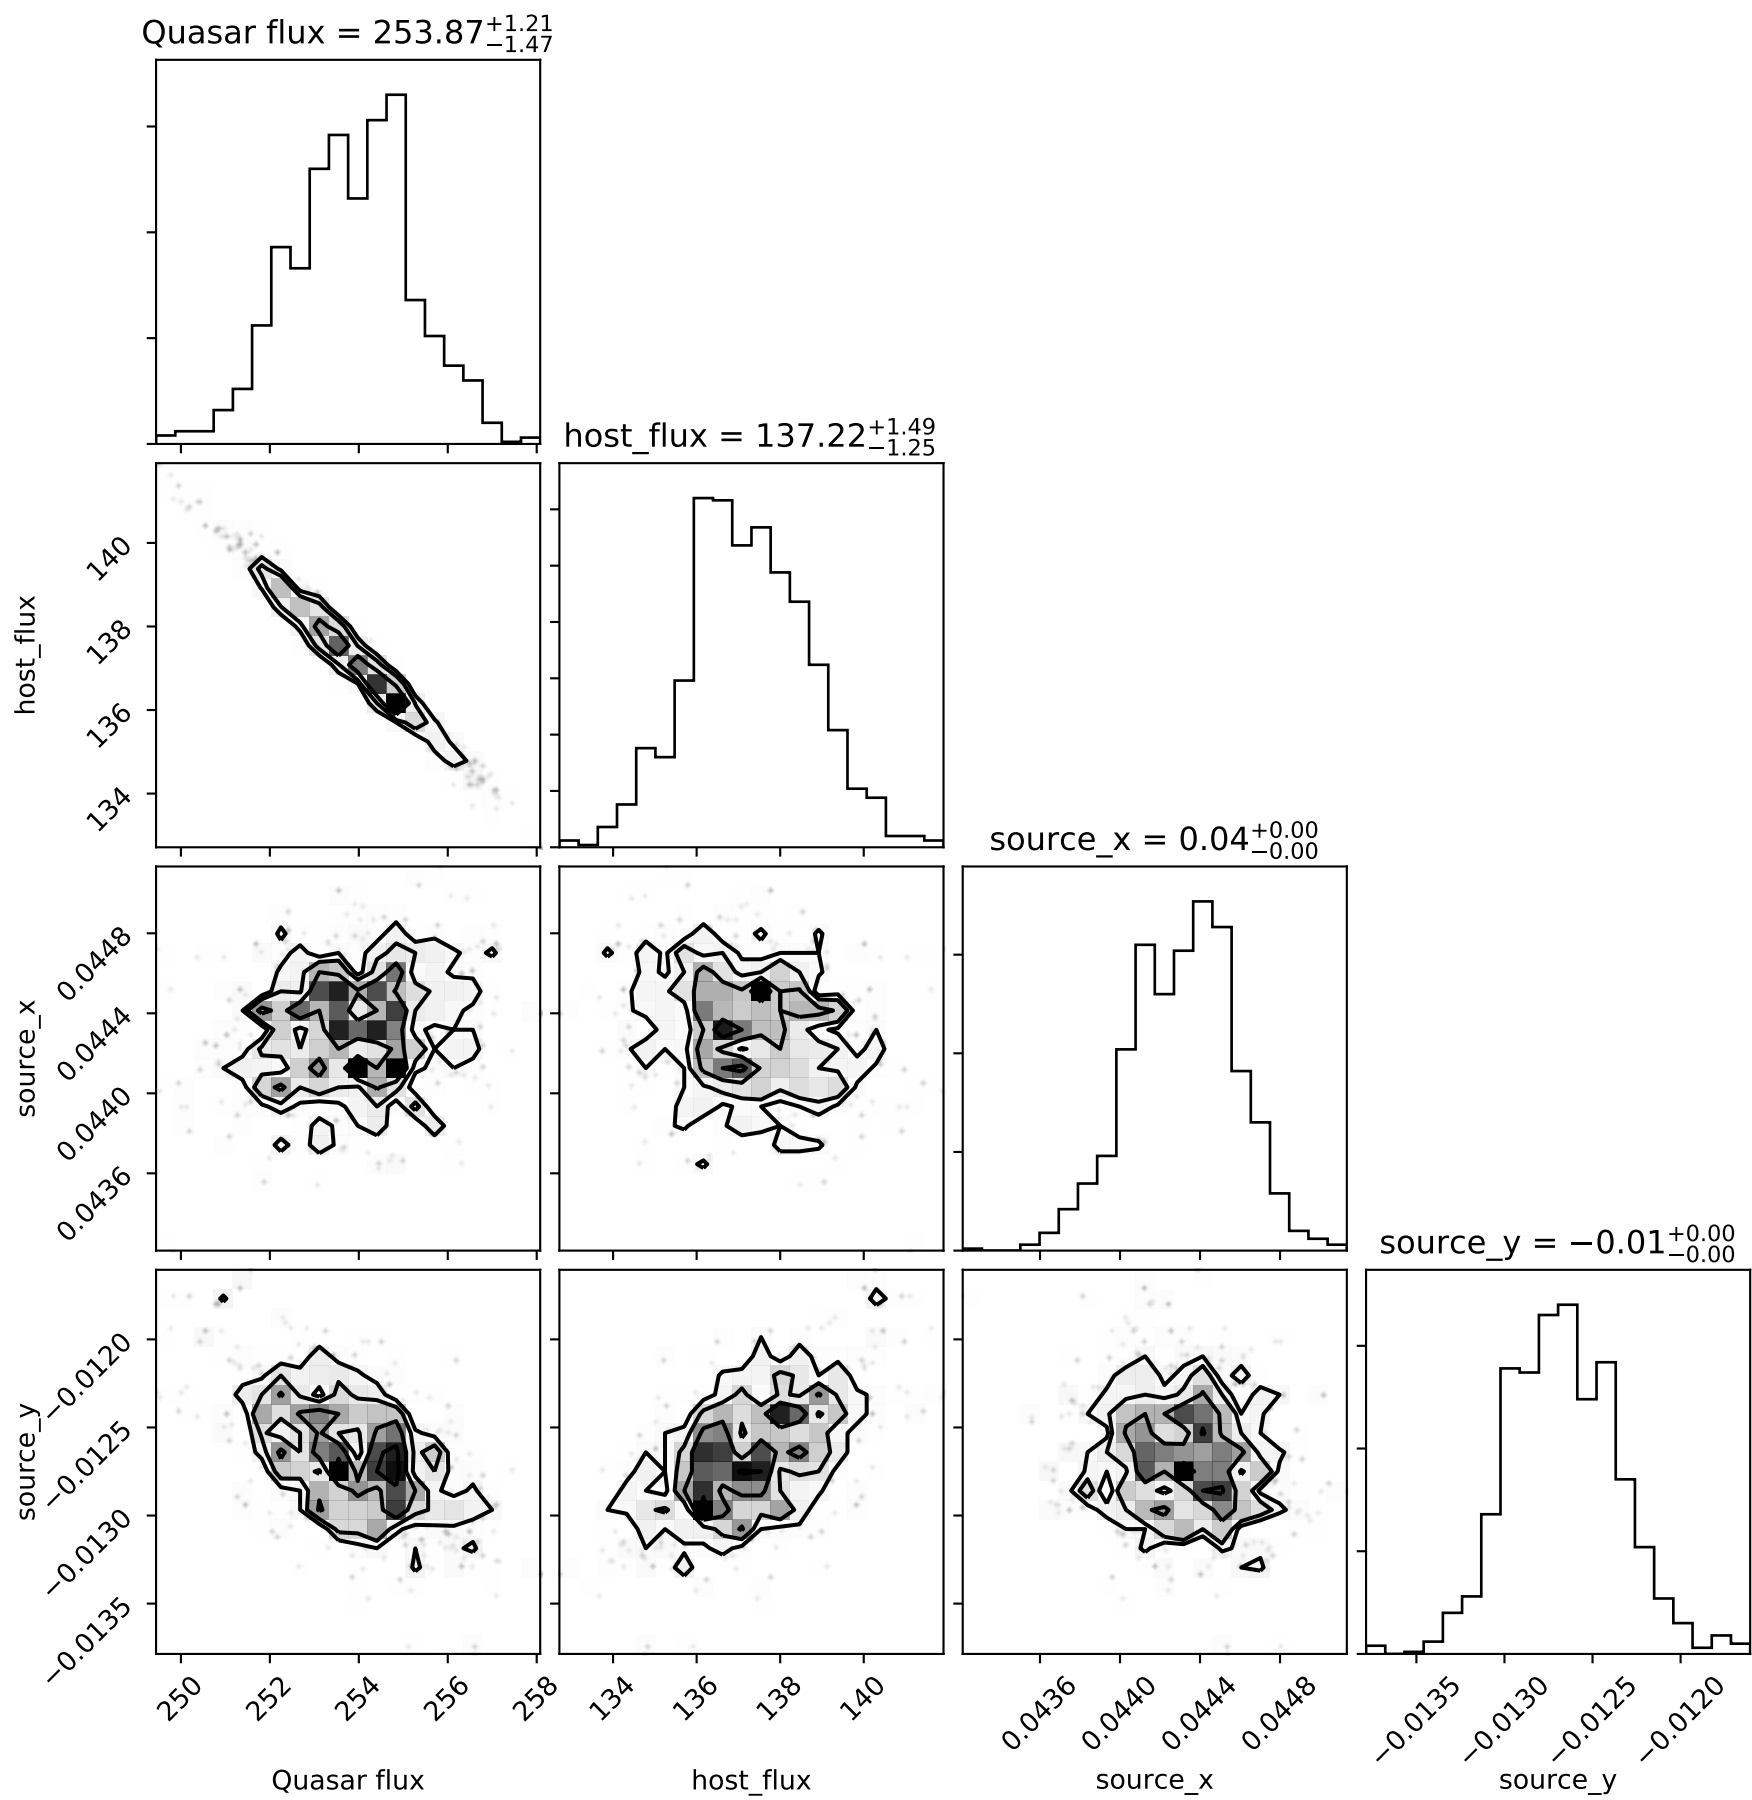 Quasar flux = 253.87+1.21 −1.47
host_flux = 137.22+1.49 −1.25
host_flux
140
138
136
134
source_x = 0.04+0.00 −0.00
source_x
0.0448
0.0444
0.0440
0.0436
source_y = −0.01+0.00 −0.00
source_y
−0.0120
−0.0125
−0.0130
−0.0135
250 252 254 256 258 134 136 138 140 0.0436 0.0440 0.0444 0.0448 −0.0135 −0.0130 −0.0125 −0.0120
Quasar flux host_flux source_x source_y